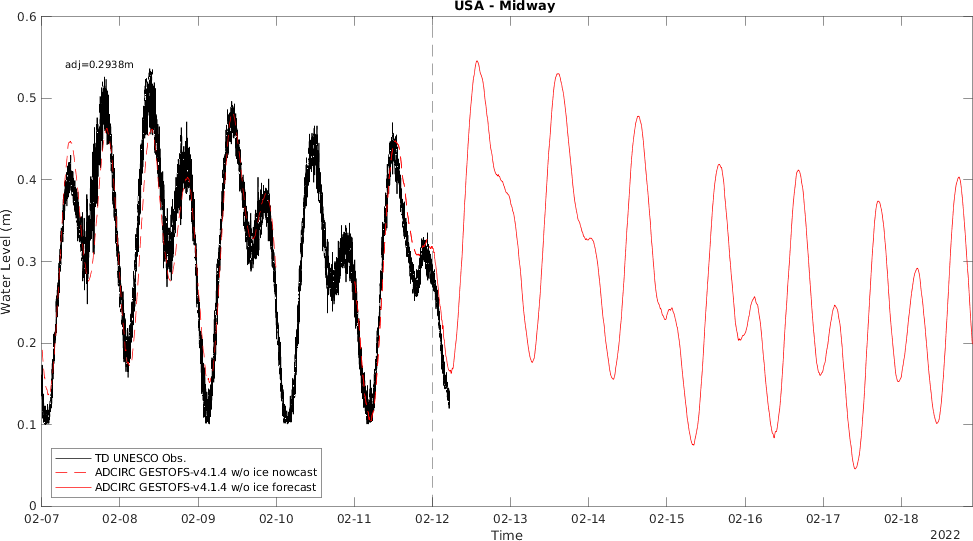 USA - Midway
0.6
adj=0.2938m
0.5
0.4
0.3
0.2
0.1
0
Water Level (m)
TD UNESCO Obs.
ADCIRC GESTOFS-v4.1.4 w/o ice nowcast
ADCIRC GESTOFS-v4.1.4 w/o ice forecast
02-07 02-08 02-09 02-10 02-11 02-12 02-13 02-14 02-15 02-16 02-17 02-18
Time
2022